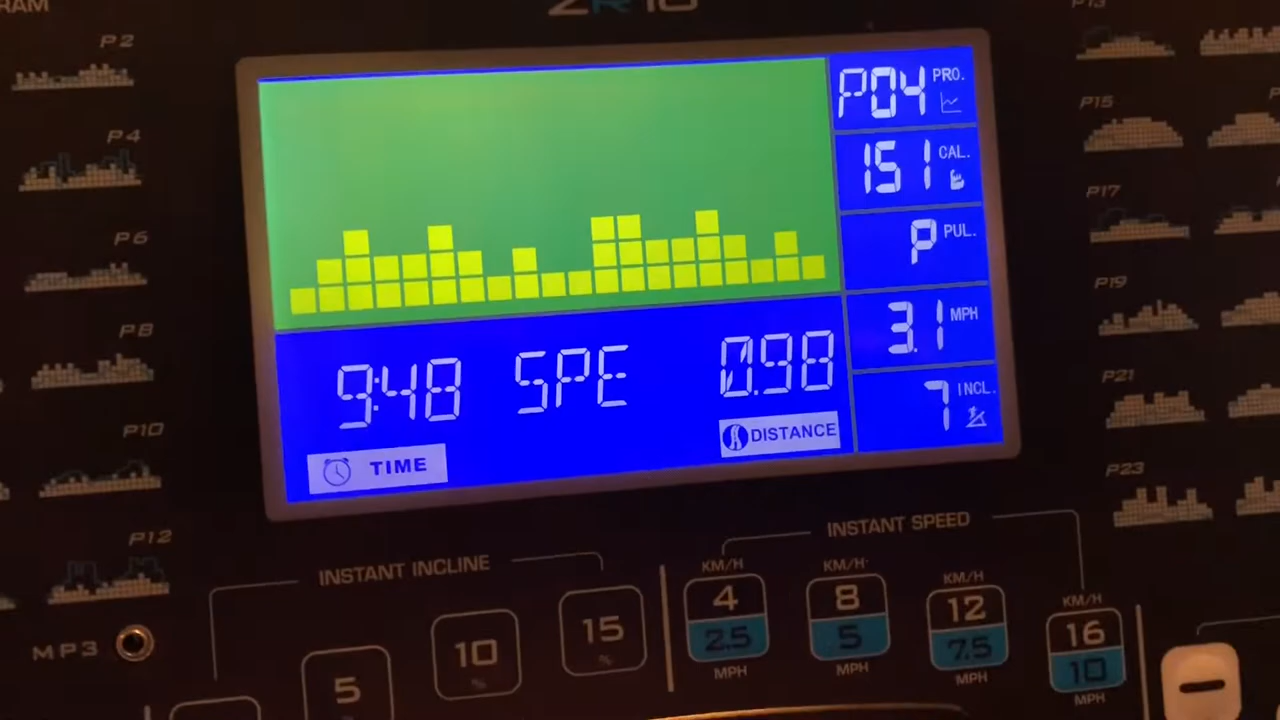 ZR10
P2
P4
P6
P8
P10
P12
MP3
P04 PRO.
151 CAL.
P PUL.
3.1 MPH
7 INCL.
9:48 SPE 0.98
TIME
DISTANCE
P13
P15
P17
P19
P21
P23
INSTANT INCLINE
5
10
%
15
%
INSTANT SPEED
KM/H
4
2.5
MPH
KM/H
8
5
MPH
KM/H
12
7.5
MPH
KM/H
16
10
MPH